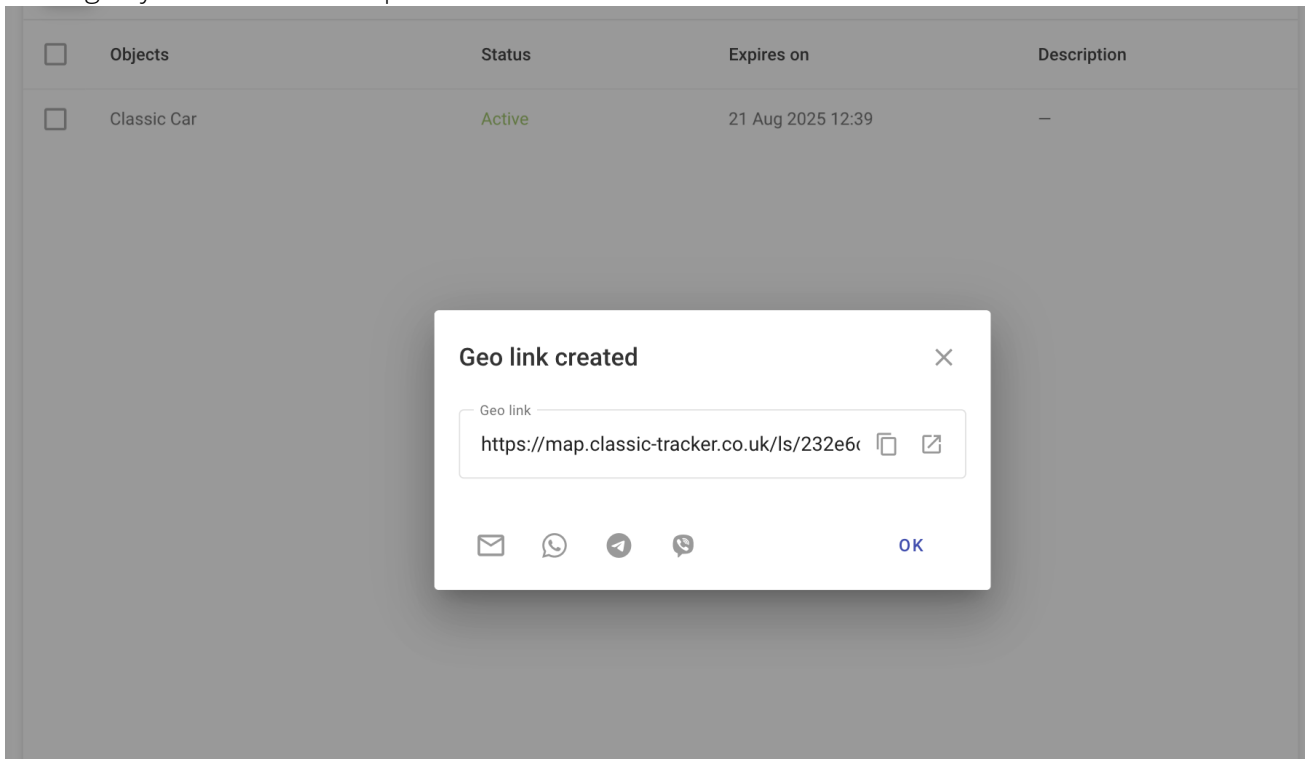 Objects Status Expires on Description
Classic Car Active 21 Aug 2025 12:39 —
Geo link created
Geo link
https://map.classic-tracker.co.uk/ls/232e6
OK